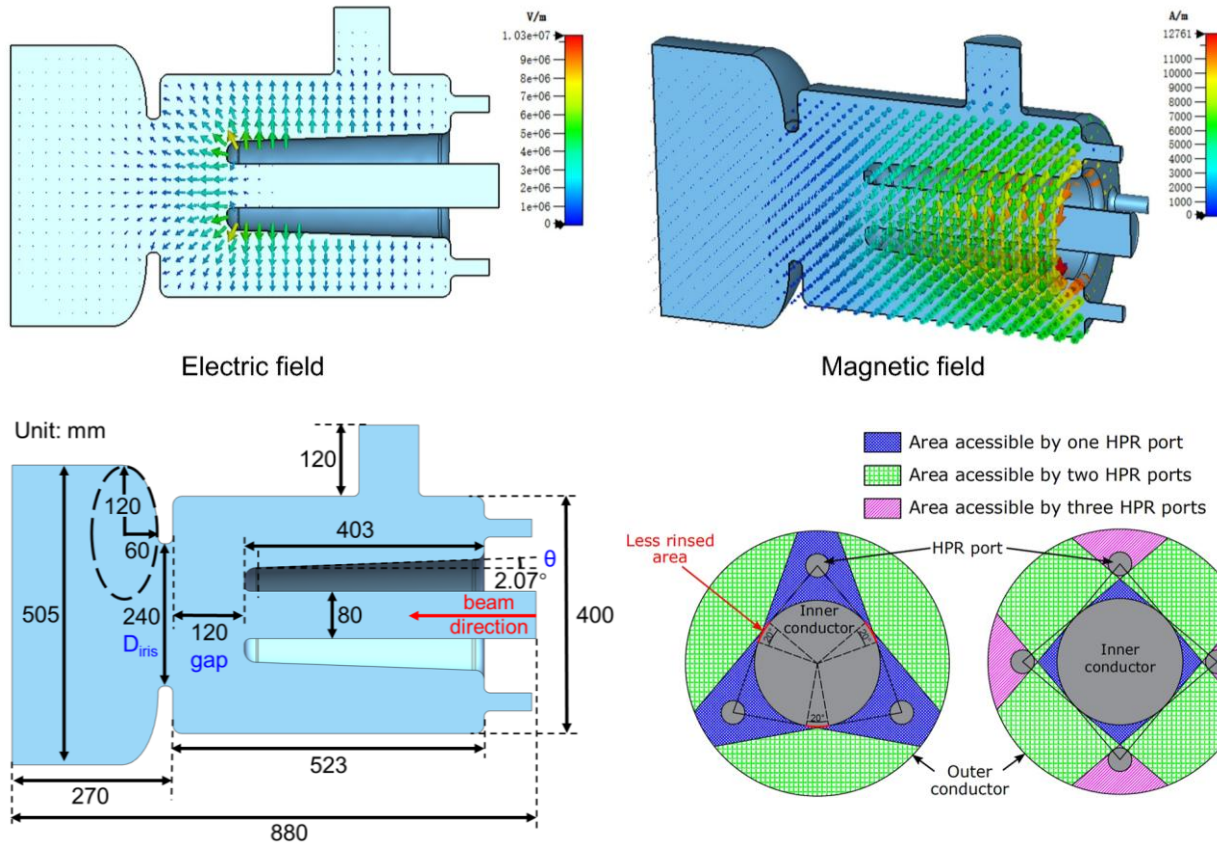 V/m
1.03e+07
9e+06
8e+06
7e+06
6e+06
5e+06
4e+06
3e+06
2e+06
1e+06
0
A/m
12761
11000
10000
9000
8000
7000
6000
5000
4000
3000
2000
1000
0
Electric field
Magnetic field
Unit: mm
120
120
60
403
θ
2.07°
505
240
D_iris
120
gap
80
beam
direction
400
523
270
880
Area acessible by one HPR port
Area acessible by two HPR ports
Area acessible by three HPR ports
Less rinsed
area
HPR port
Inner
conductor
20°
20°
20°
Inner
conductor
Outer
conductor